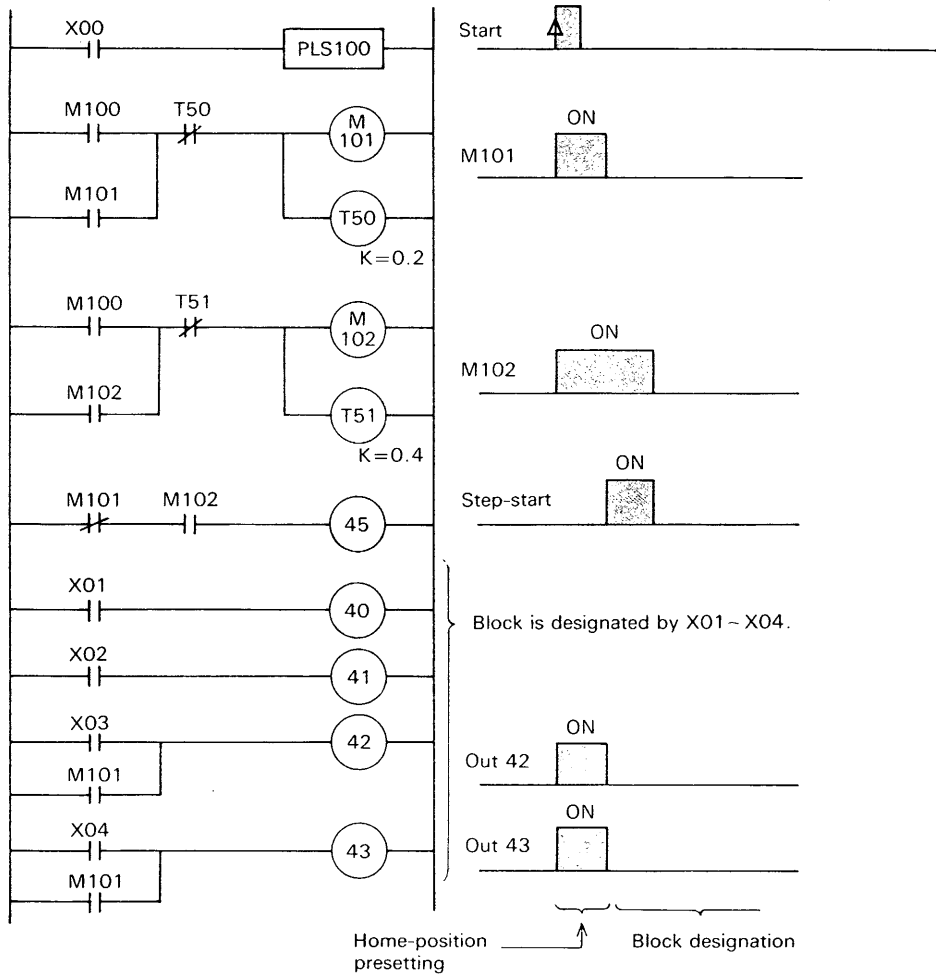 X00
PLS100
Start
M100 T50
M
101
ON
M101
M101
T50
K=0.2
M100 T51
M
102
ON
M102
M102
T51
K=0.4
ON
M101 M102
45
Step-start
X01
40
Block is designated by X01~X04.
X02
41
X03
42
ON
M101
Out 42
ON
X04
43
Out 43
M101
Home-position
presetting
Block designation